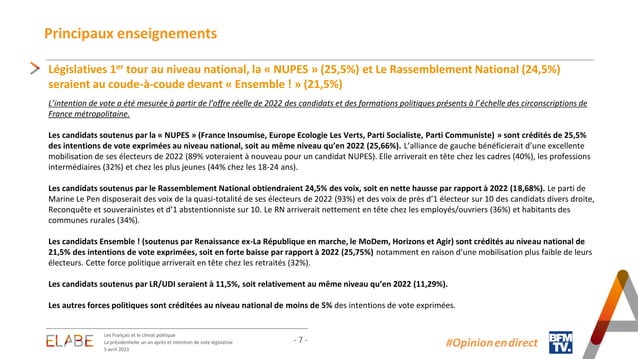 Principaux enseignements
Législatives 1er tour au niveau national, la « NUPES » (25,5%) et Le Rassemblement National (24,5%)
seraient au coude-à-coude devant « Ensemble ! » (21,5%)
L’intention de vote a été mesurée à partir de l’offre réelle de 2022 des candidats et des formations politiques présents à l’échelle des circonscriptions de
France métropolitaine.
Les candidats soutenus par la « NUPES » (France Insoumise, Europe Ecologie Les Verts, Parti Socialiste, Parti Communiste) » sont crédités de 25,5%
des intentions de vote exprimées au niveau national, soit au même niveau qu’en 2022 (25,66%). L’alliance de gauche bénéficierait d’une excellente
mobilisation de ses électeurs de 2022 (89% voteraient à nouveau pour un candidat NUPES). Elle arriverait en tête chez les cadres (40%), les professions
intermédiaires (32%) et chez les plus jeunes (44% chez les 18-24 ans).
Les candidats soutenus par le Rassemblement National obtiendraient 24,5% des voix, soit en nette hausse par rapport à 2022 (18,68%). Le parti de
Marine Le Pen disposerait des voix de la quasi-totalité de ses électeurs de 2022 (93%) et des voix de près d’1 électeur sur 10 des candidats divers droite,
Reconquête et souverainistes et d’1 abstentionniste sur 10. Le RN arriverait nettement en tête chez les employés/ouvriers (36%) et habitants des
communes rurales (34%).
Les candidats Ensemble ! (soutenus par Renaissance ex-La République en marche, le MoDem, Horizons et Agir) sont crédités au niveau national de
21,5% des intentions de vote exprimées, soit en forte baisse par rapport à 2022 (25,75%) notamment en raison d’une mobilisation plus faible de leurs
électeurs. Cette force politique arriverait en tête chez les retraités (32%).
Les candidats soutenus par LR/UDI seraient à 11,5%, soit relativement au même niveau qu’en 2022 (11,29%).
Les autres forces politiques sont créditées au niveau national de moins de 5% des intentions de vote exprimées.
ELABE
Les Français et le climat politique
La présidentielle un an après et intention de vote législative
5 avril 2023
- 7 -
#Opinion en direct
BFM
TV.